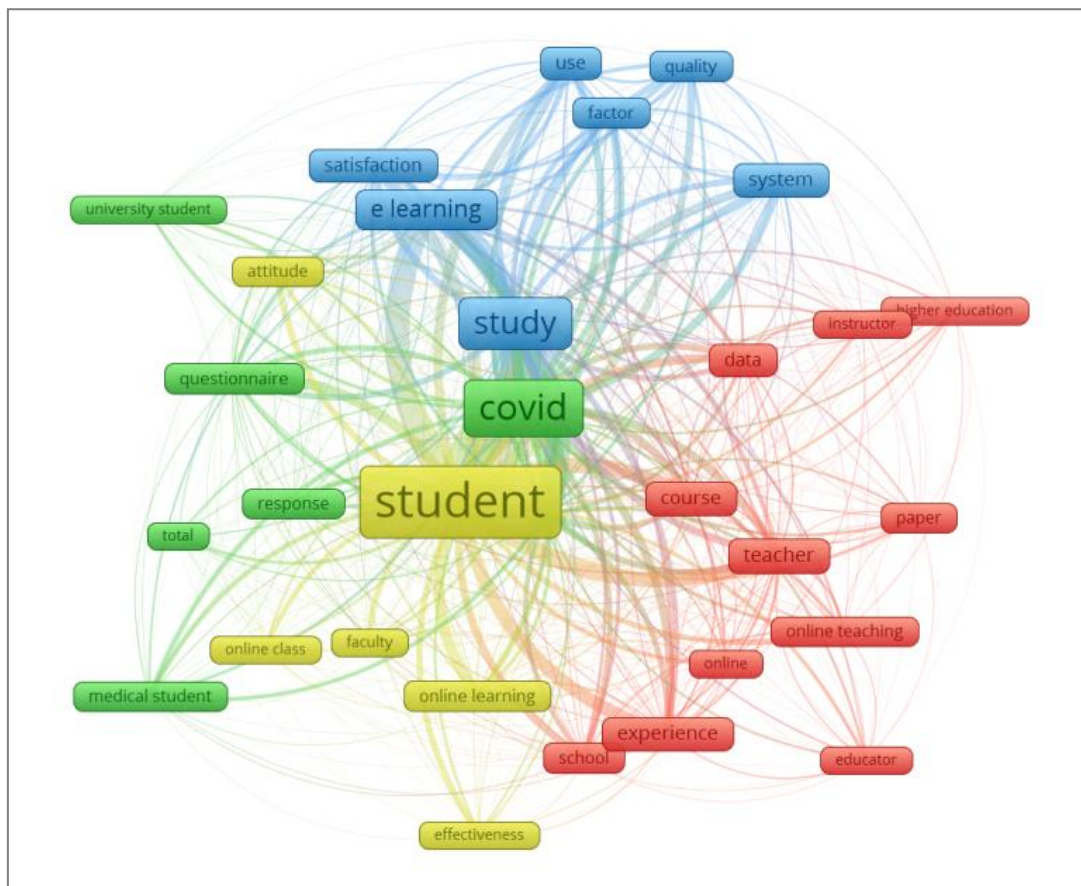 use
quality
factor
satisfaction
system
e learning
university student
attitude
higher education
instructor
study
data
questionnaire
covid
student
course
response
paper
total
teacher
online teaching
faculty
online class
online
medical student
online learning
experience
school
educator
effectiveness